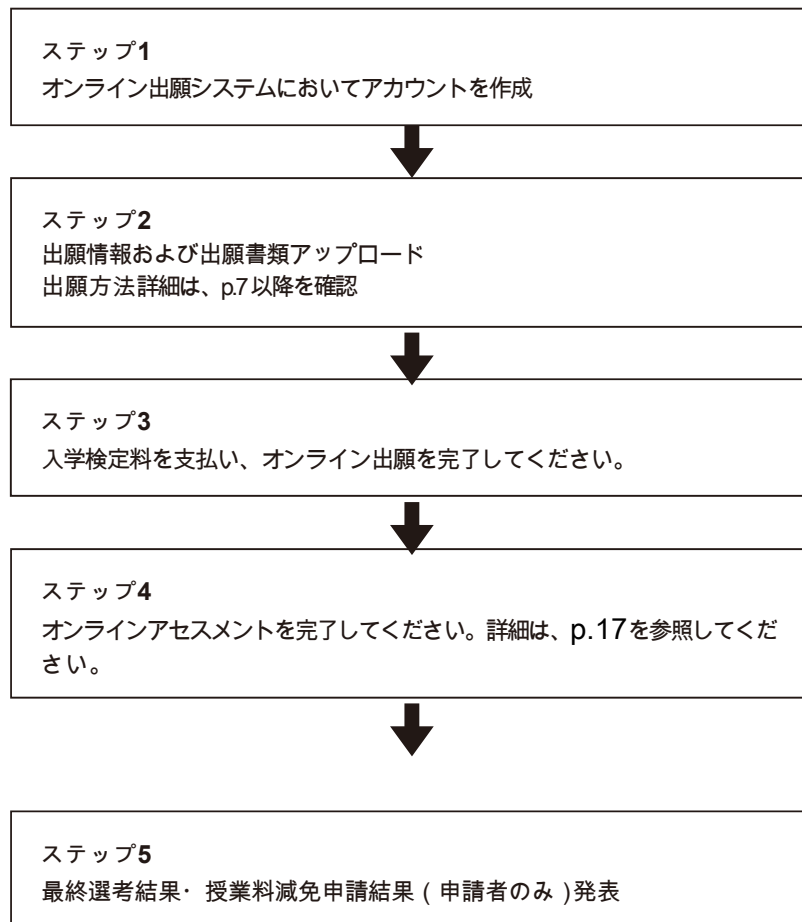 ステップ1
オンライン出願システムにおいてアカウントを作成
ステップ2
出願情報および出願書類アップロード
出願方法詳細は、p.7以降を確認
ステップ3
入学検定料を支払い、オンライン出願を完了してください。
ステップ4
オンラインアセスメントを完了してください。詳細は、p.17を参照してくだ
さい。
ステップ5
最終選考結果・授業料減免申請結果(申請者のみ)発表